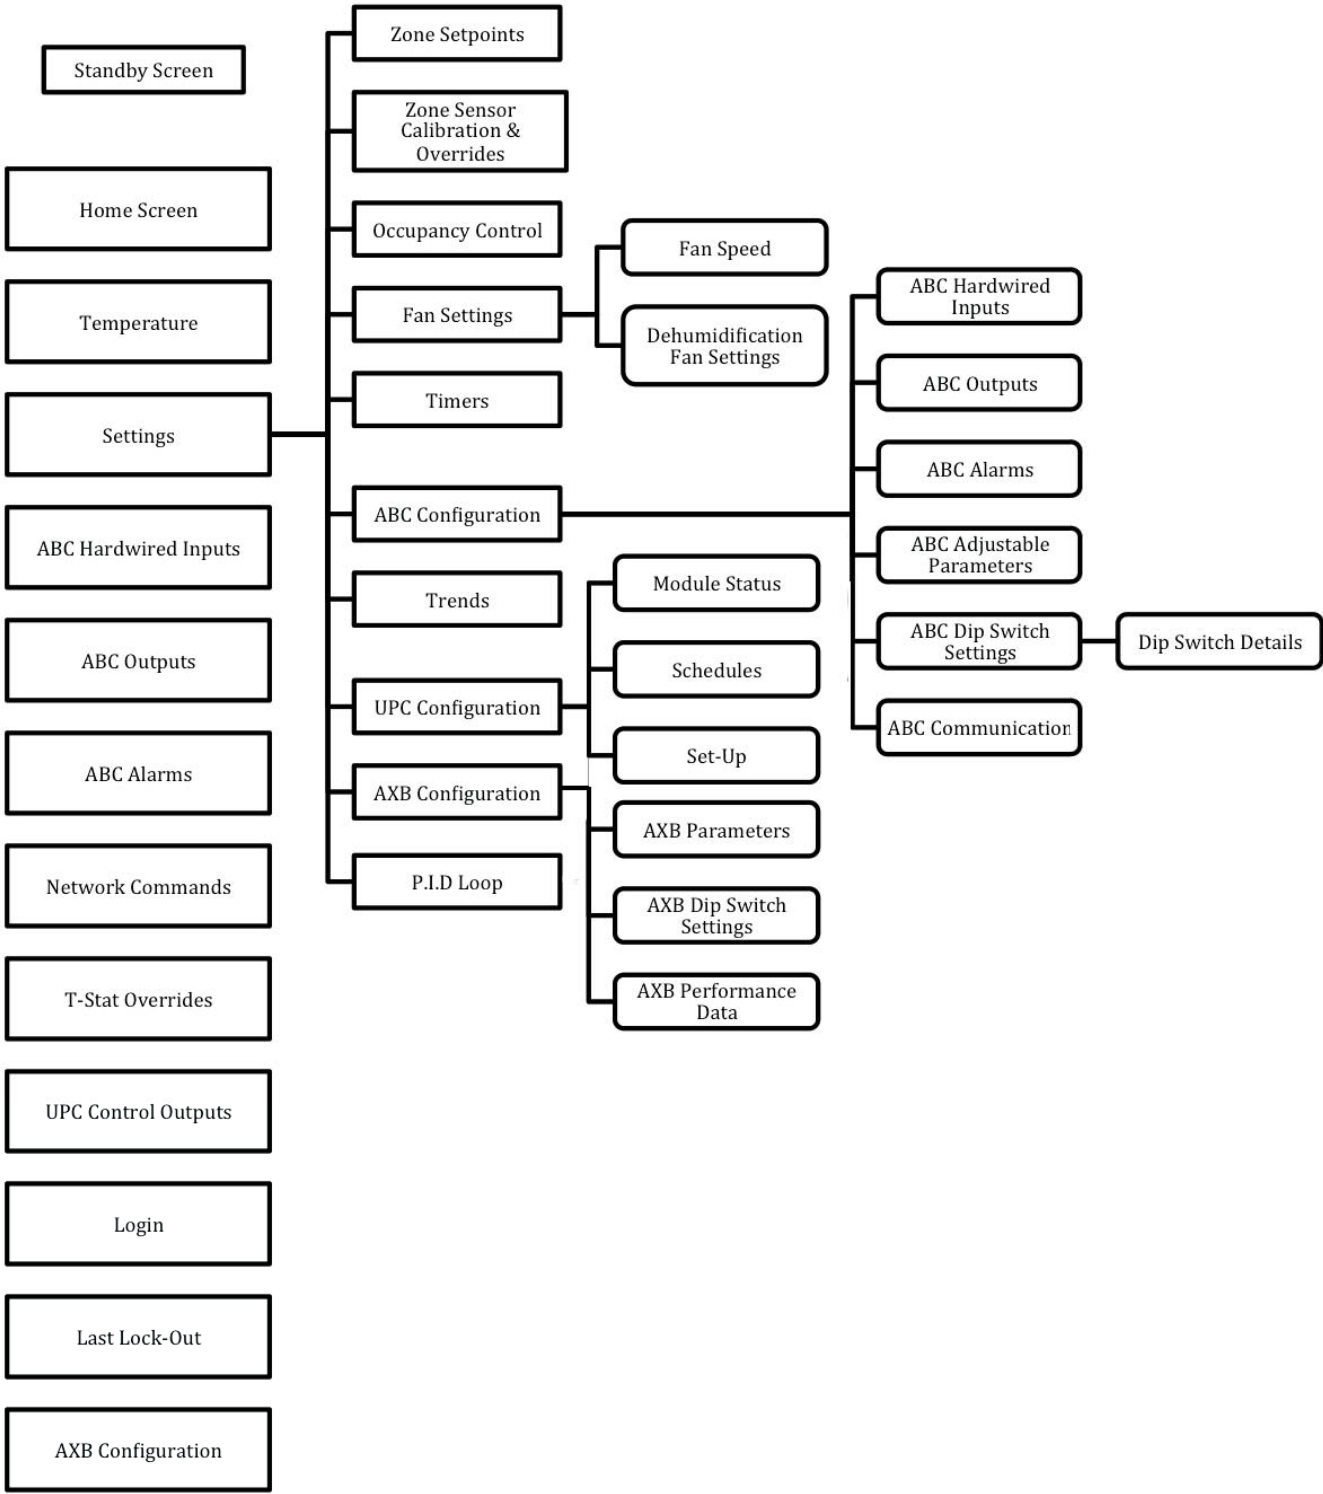 Standby Screen
Home Screen
Temperature
Settings
ABC Hardwired Inputs
ABC Outputs
ABC Alarms
Network Commands
T-Stat Overrides
UPC Control Outputs
Login
Last Lock-Out
AXB Configuration
Zone Setpoints
Zone Sensor
Calibration &
Overrides
Occupancy Control
Fan Settings
Timers
ABC Configuration
Trends
UPC Configuration
AXB Configuration
P.I.D Loop
Fan Speed
Dehumidification
Fan Settings
Module Status
Schedules
Set-Up
AXB Parameters
AXB Dip Switch
Settings
AXB Performance
Data
ABC Hardwired
Inputs
ABC Outputs
ABC Alarms
ABC Adjustable
Parameters
ABC Dip Switch
Settings
ABC Communication
Dip Switch Details